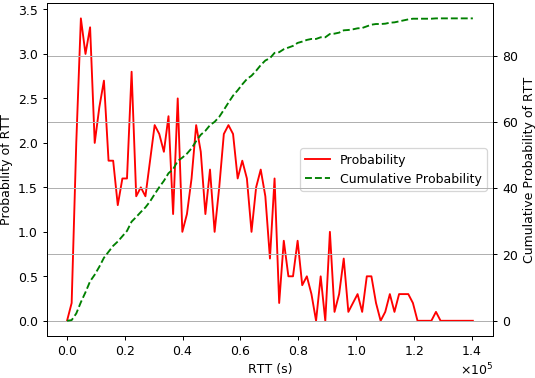 3.5
3.0
2.5
2.0
1.5
1.0
0.5
0.0
Probability of RTT
80
60
40
20
0
Cumulative Probability of RTT
Probability
Cumulative Probability
0.0 0.2 0.4 0.6 0.8 1.0 1.2 1.4
×10⁵
RTT (s)